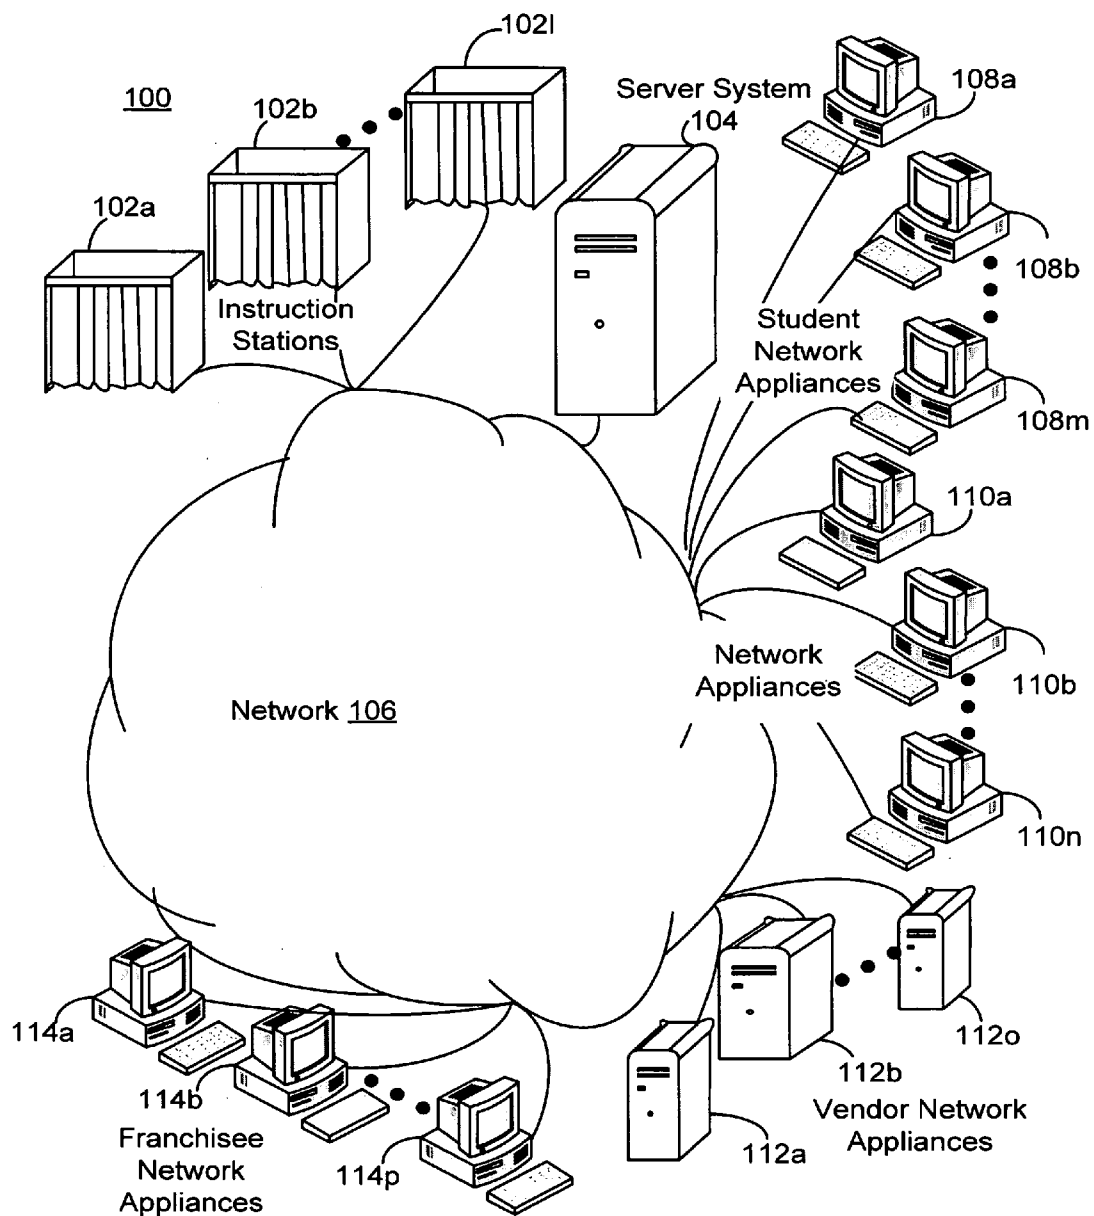 100
102a
102b
102l
Instruction
Stations
Server System
104
108a
108b
108m
Student
Network
Appliances
110a
110b
110n
Network
Appliances
Network 106
112a
112b
112o
Vendor Network
Appliances
114a
114b
114p
Franchisee
Network
Appliances